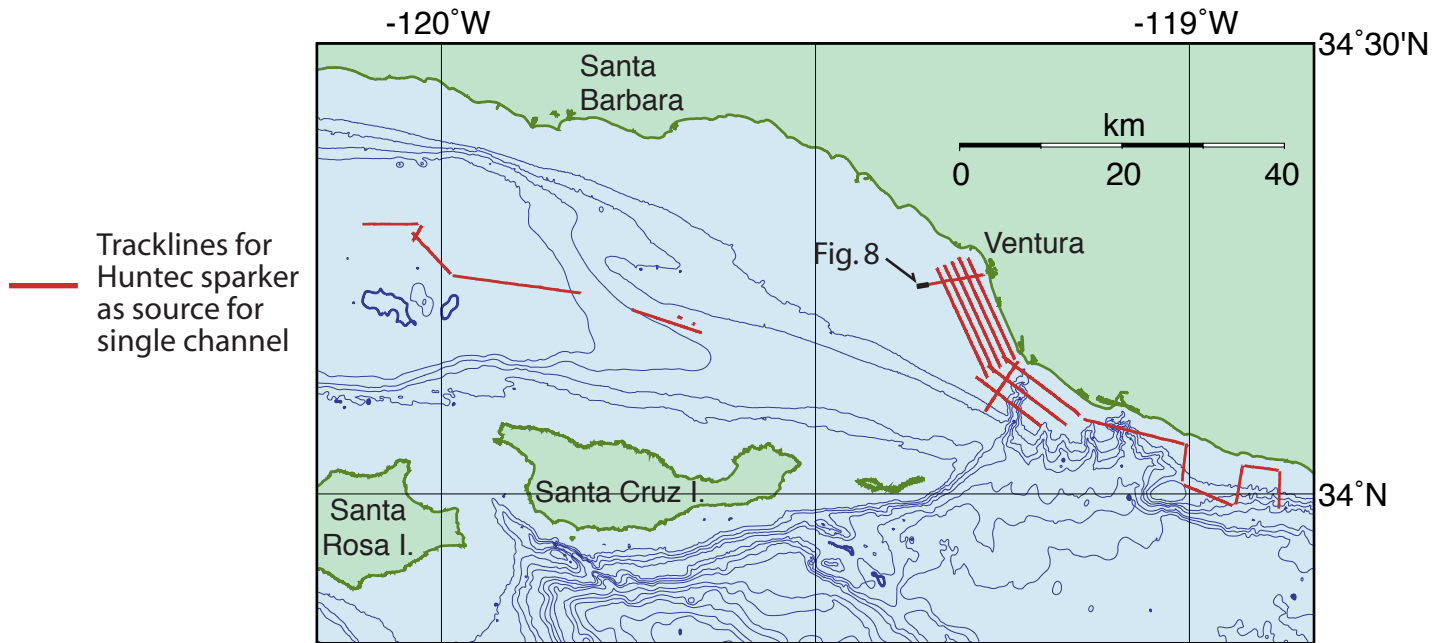 -120˚W
-119˚W
34˚30'N
Santa
Barbara
km
0
20
40
Tracklines for
Huntec sparker
as source for
single channel
Fig. 8
Ventura
Santa Cruz I.
34˚N
Santa
Rosa I.